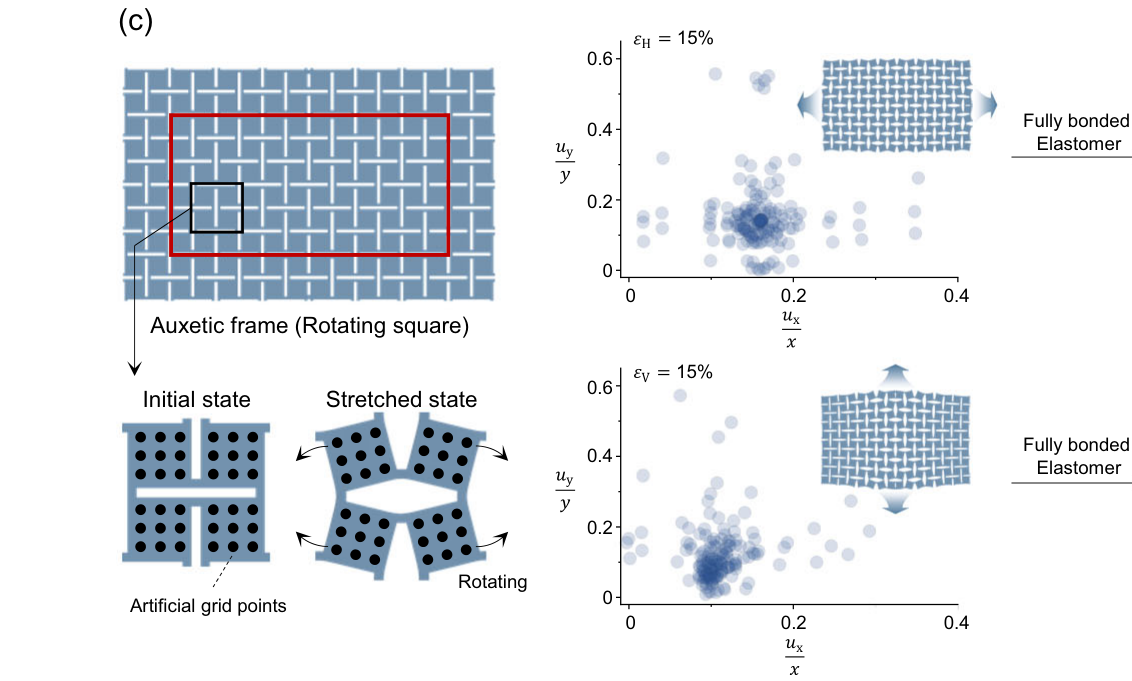 (c)
Auxetic frame (Rotating square)
Initial state
Stretched state
Rotating
Artificial grid points
εH = 15%
0.6
0.4
0.2
0
uy
y
0
0.2
0.4
ux
x
Fully bonded
Elastomer
εV = 15%
0.6
0.4
0.2
0
uy
y
0
0.2
0.4
ux
x
Fully bonded
Elastomer